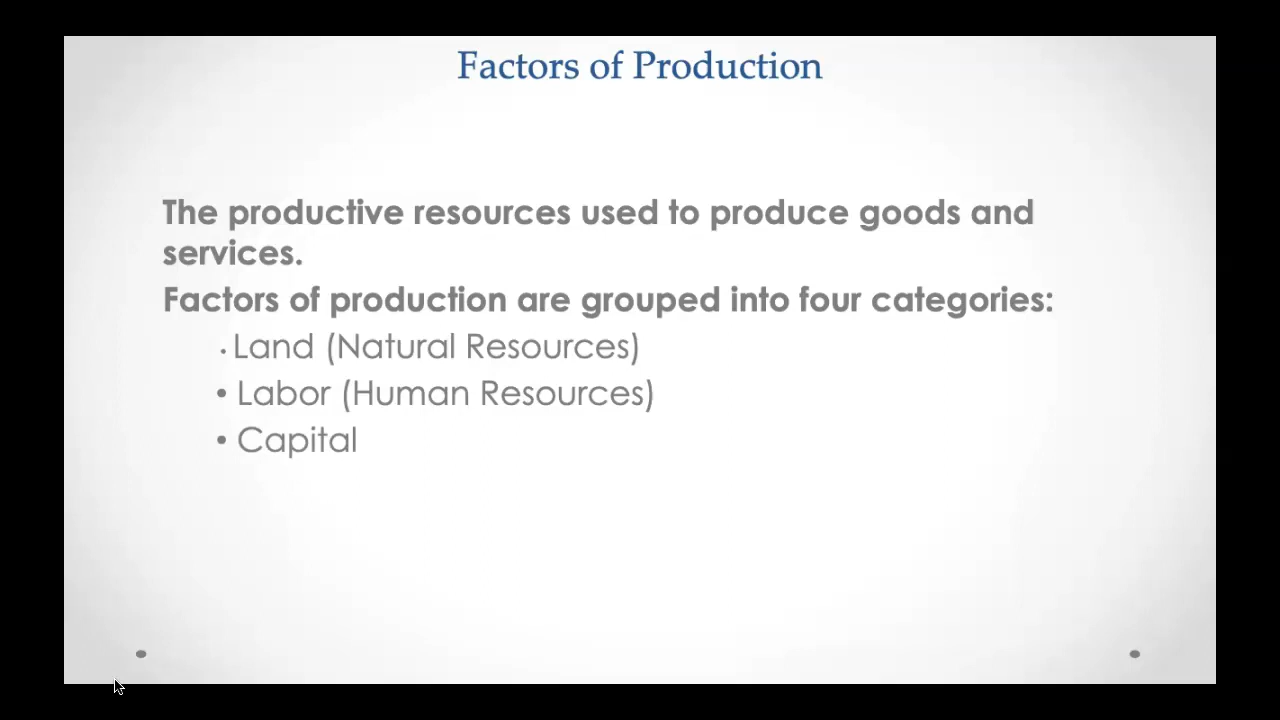 Factors of Production
The productive resources used to produce goods and
services.
Factors of production are grouped into four categories:
• Land (Natural Resources)
• Labor (Human Resources)
• Capital